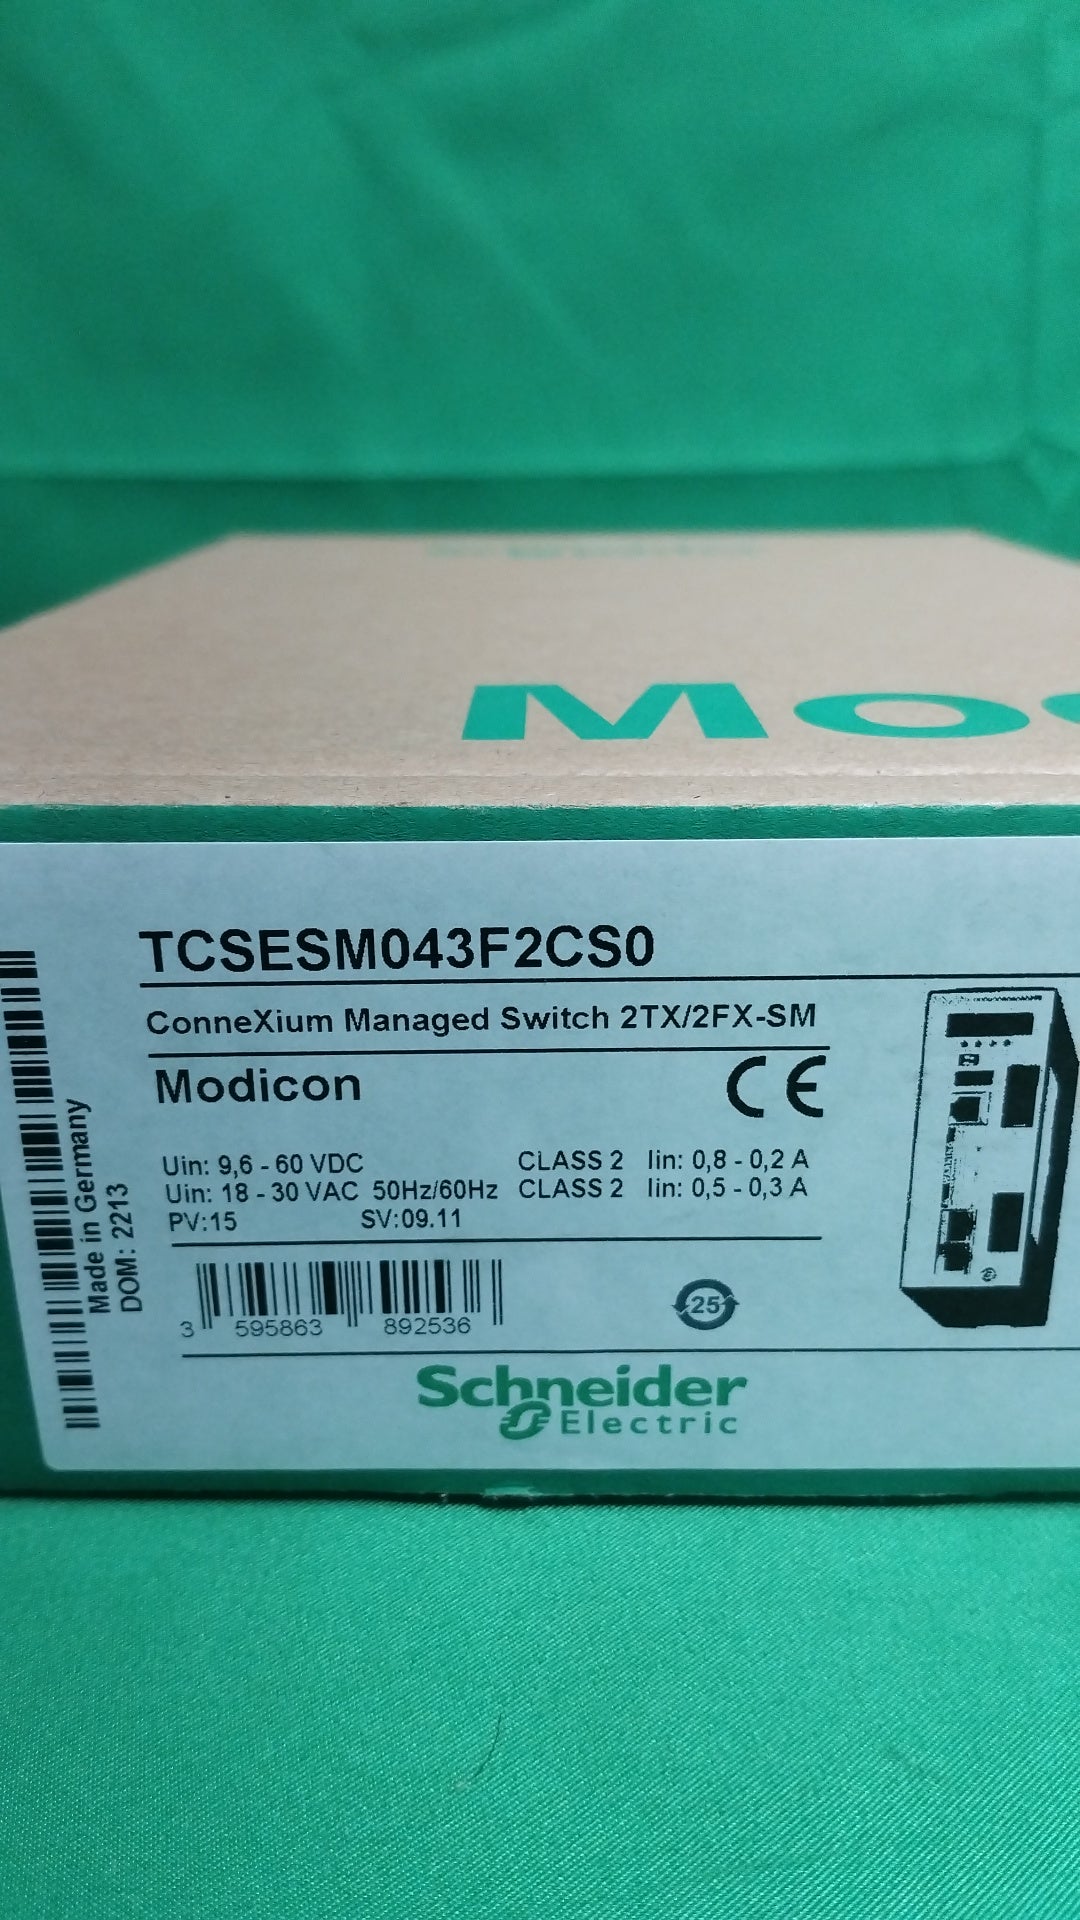 Mo
TCSESM043F2CS0
ConneXium Managed Switch 2TX/2FX-SM
Modicon CE
Uin: 9,6 - 60 VDC CLASS 2 Iin: 0,8 - 0,2 A
Uin: 18 - 30 VAC 50Hz/60Hz CLASS 2 Iin: 0,5 - 0,3 A
PV:15 SV:09.11
Made in Germany
DOM: 2213
3 595863 892536
25
Schneider
Electric